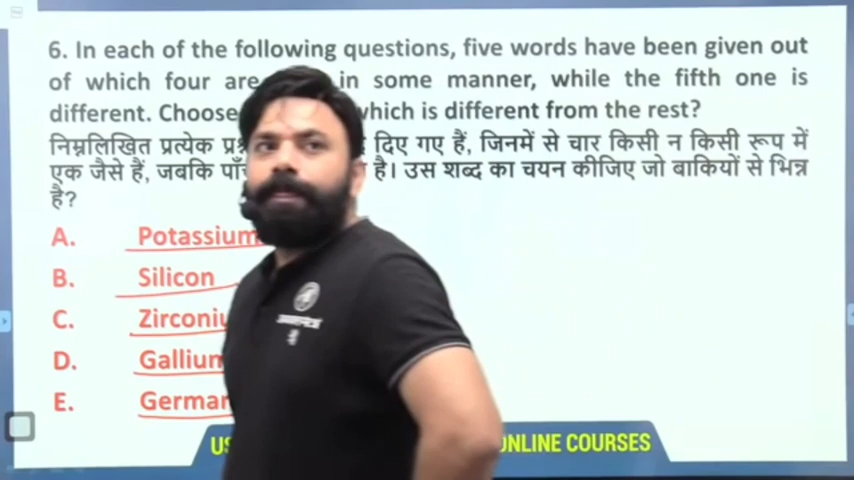 6. In each of the following questions, five words have been given out
of which four are in some manner, while the fifth one is
different. Choose which is different from the rest?
निम्नलिखित प्रत्येक दिए गए हैं, जिनमें से चार किसी न किसी रूप में
एक जैसे हैं, जबकि है। उस शब्द का चयन कीजिए जो बाकियों से भिन्न
है?
A. Potassium
B. Silicon
C.
D.
E.
ONLINE COURSES